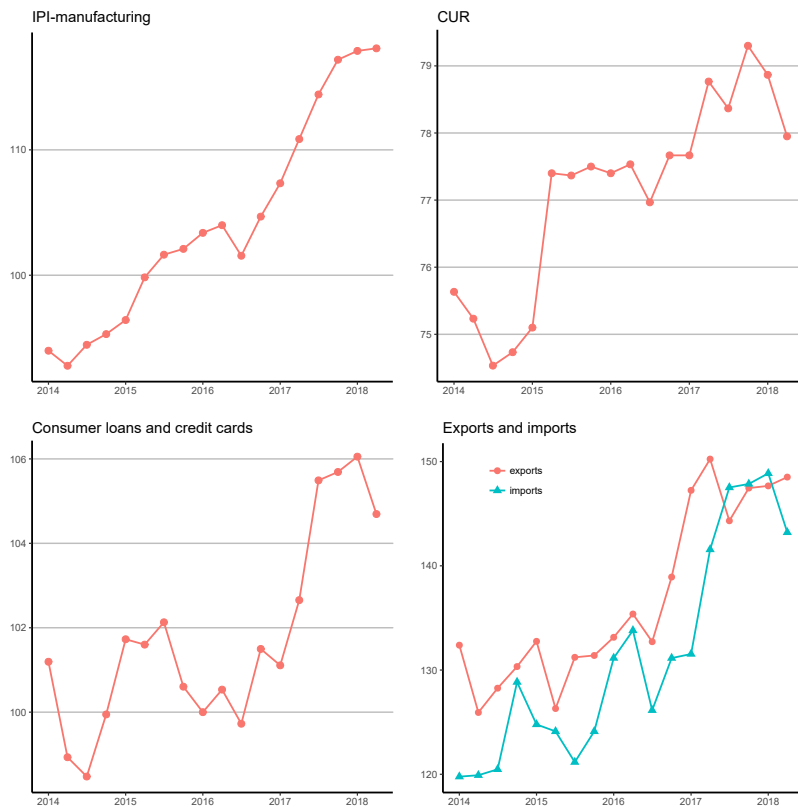 IPI-manufacturing
110
100
2014 2015 2016 2017 2018
CUR
79
78
77
76
75
2014 2015 2016 2017 2018
Consumer loans and credit cards
106
104
102
100
2014 2015 2016 2017 2018
Exports and imports
150
140
130
120
exports
imports
2014 2015 2016 2017 2018